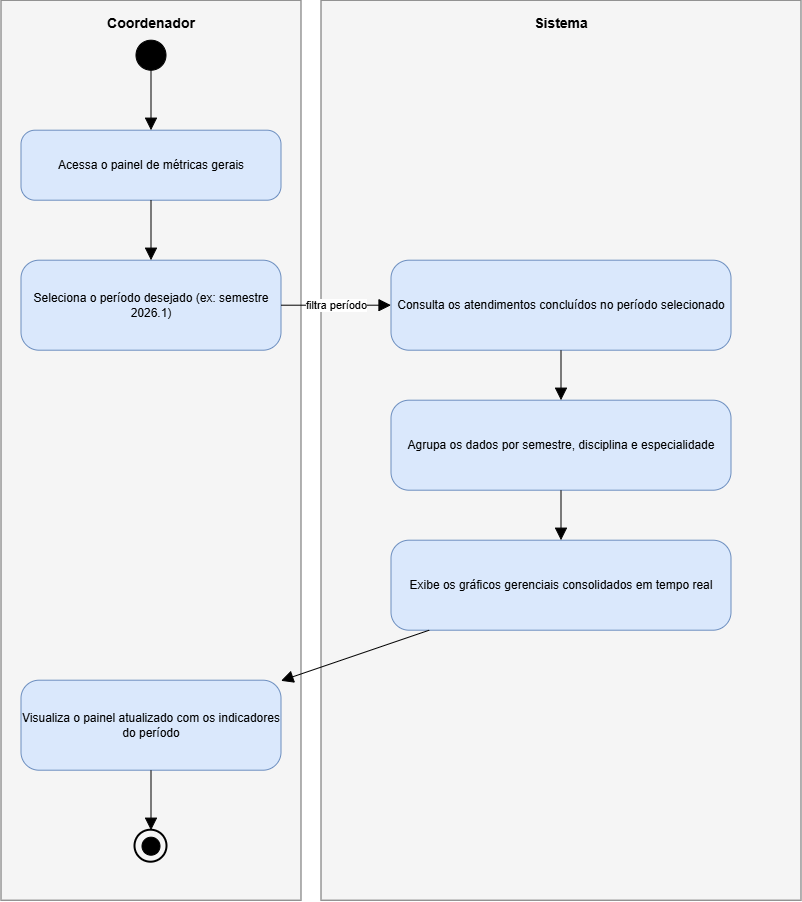 Coordenador
Sistema
Acessa o painel de métricas gerais
Seleciona o período desejado (ex: semestre
2026.1)
filtra período
Consulta os atendimentos concluídos no período selecionado
Agrupa os dados por semestre, disciplina e especialidade
Exibe os gráficos gerenciais consolidados em tempo real
Visualiza o painel atualizado com os indicadores
do período